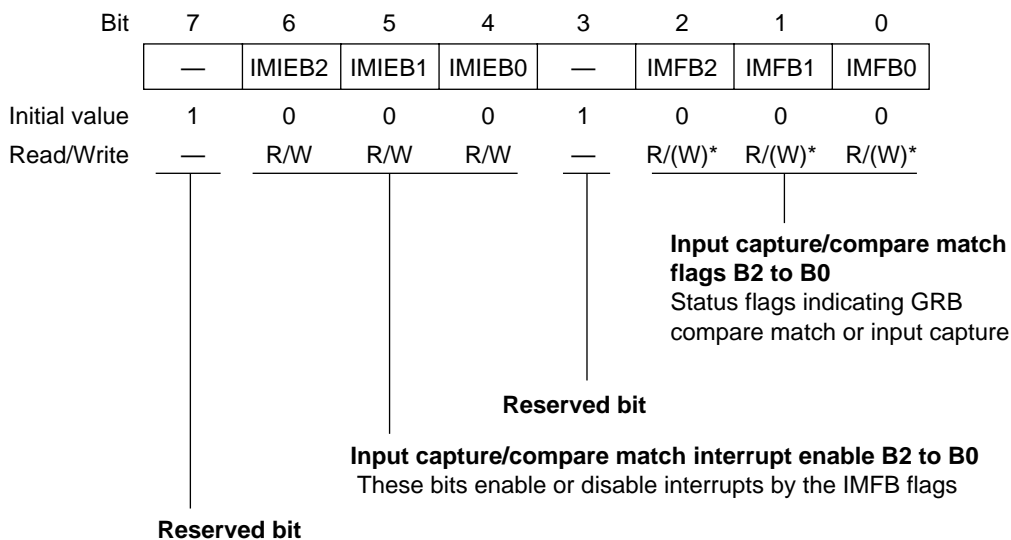 Bit 7 6 5 4 3 2 1 0
— IMIEB2 IMIEB1 IMIEB0 — IMFB2 IMFB1 IMFB0
Initial value 1 0 0 0 1 0 0 0
Read/Write — R/W R/W R/W — R/(W)* R/(W)* R/(W)*
Input capture/compare match
flags B2 to B0
Status flags indicating GRB
compare match or input capture
Reserved bit
Input capture/compare match interrupt enable B2 to B0
These bits enable or disable interrupts by the IMFB flags
Reserved bit